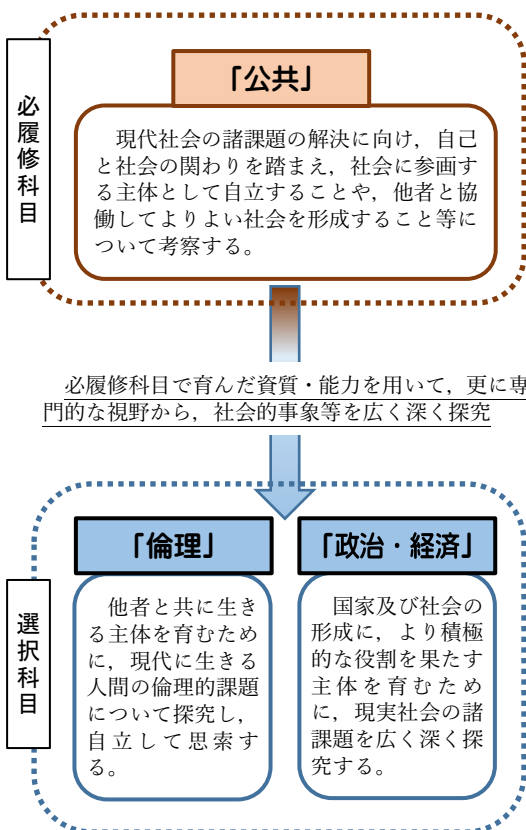 必履修科目
「公共」
現代社会の諸課題の解決に向け，自己
と社会の関わりを踏まえ，社会に参画す
る主体として自立することや，他者と協
働してよりよい社会を形成すること等に
ついて考察する。
必履修科目で育んだ資質・能力を用いて，更に専
門的な視野から，社会的事象等を広く深く探究
選択科目
「倫理」
他者と共に生き
る主体を育むため
に，現代に生きる
人間の倫理的課題
について探究し，
自立して思索す
る。
「政治・経済」
国家及び社会の
形成に，より積極
的な役割を果たす
主体を育むため
に，現実社会の諸
課題を広く深く探
究する。